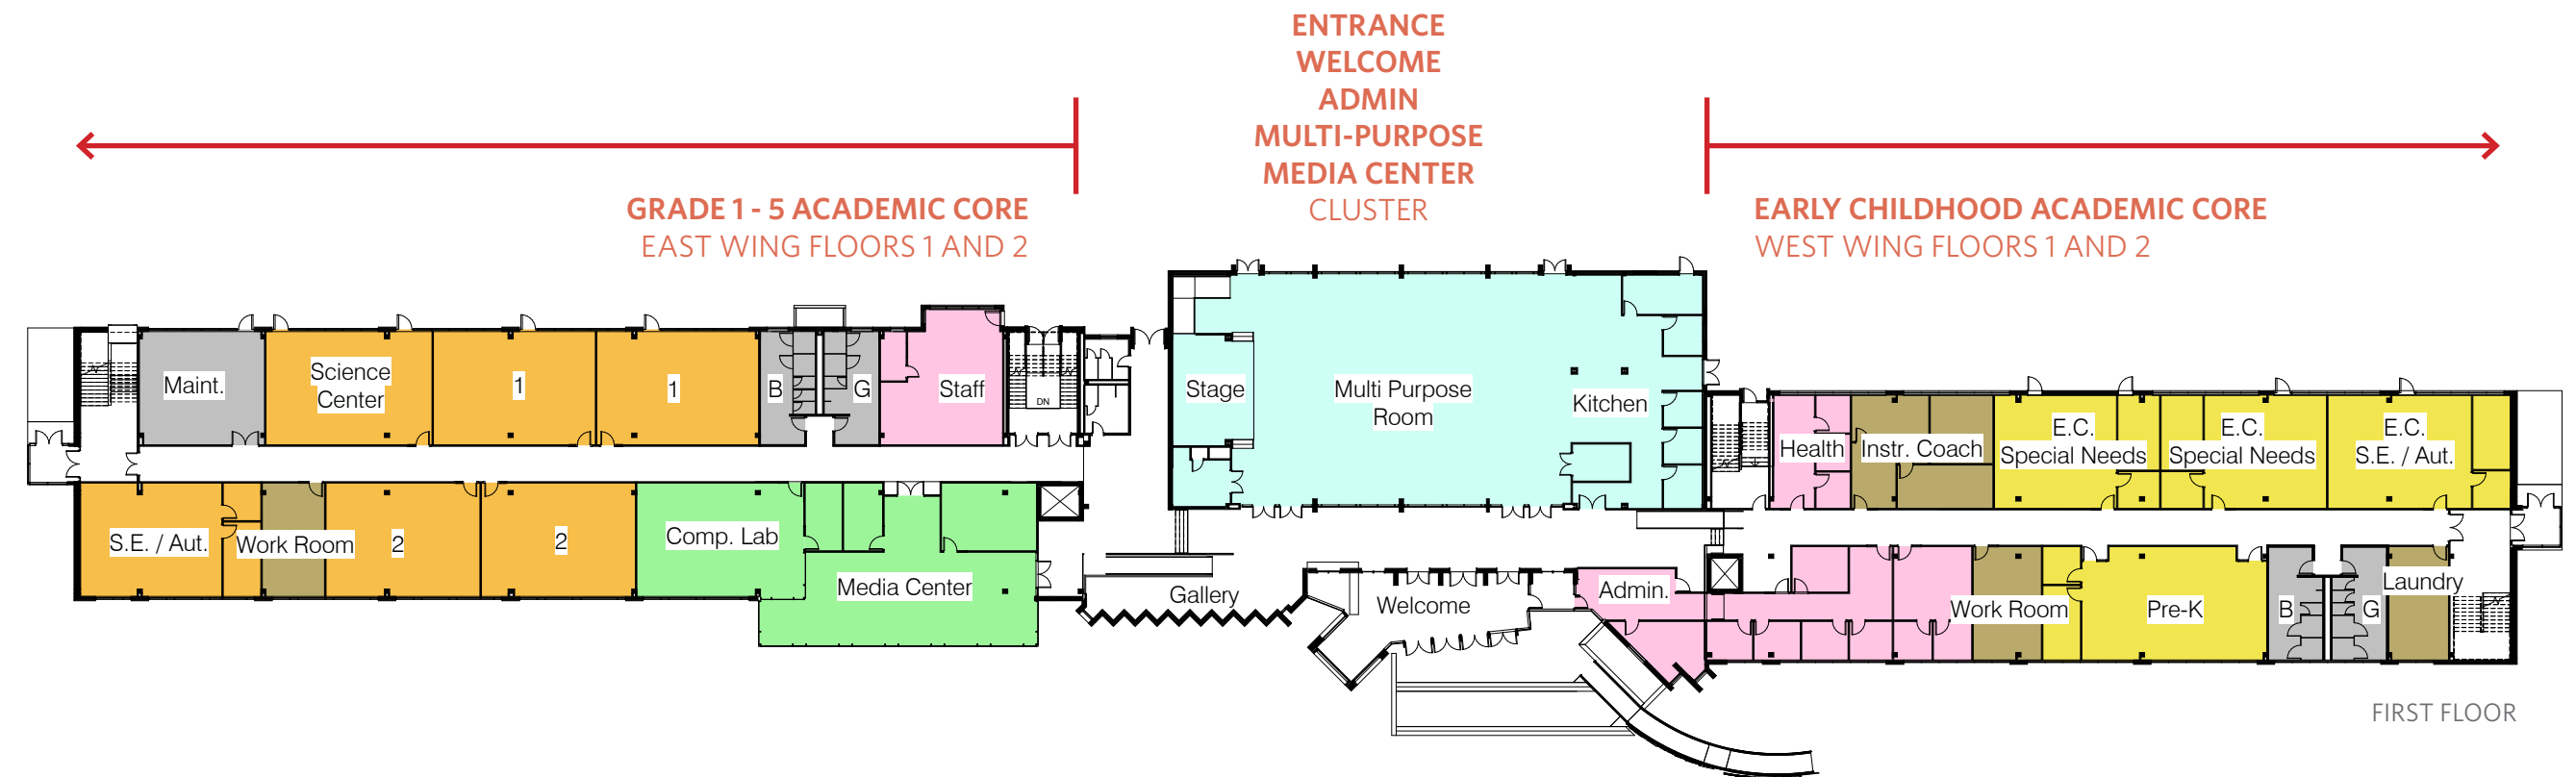 ENTRANCE
WELCOME
ADMIN
MULTI-PURPOSE
MEDIA CENTER
CLUSTER
GRADE 1 - 5 ACADEMIC CORE
EAST WING FLOORS 1 AND 2
EARLY CHILDHOOD ACADEMIC CORE
WEST WING FLOORS 1 AND 2
Maint.
Science
Center
1
1
B
G
Staff
DN
Stage
Multi Purpose
Room
Kitchen
Health
Instr. Coach
E.C.
Special Needs
E.C.
Special Needs
E.C.
S.E. / Aut.
S.E. / Aut.
Work Room
2
2
Comp. Lab
Media Center
Gallery
Welcome
Admin.
Work Room
Pre-K
B
G
Laundry
FIRST FLOOR